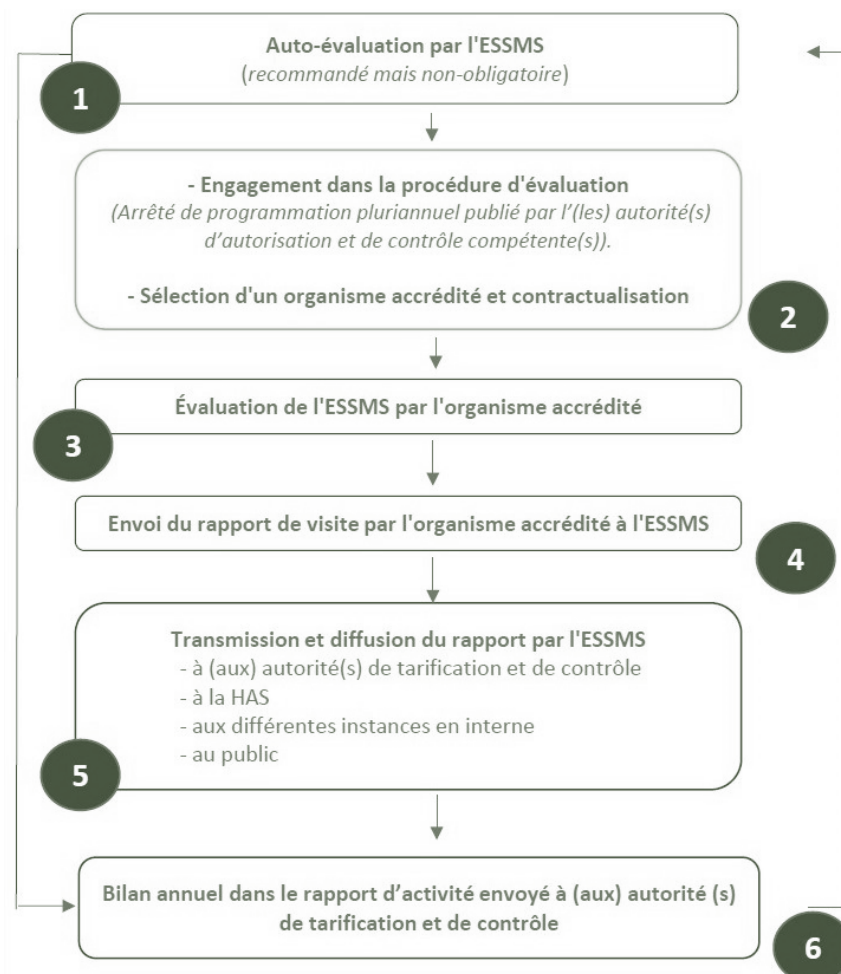 Auto-évaluation par l'ESSMS
(recommandé mais non-obligatoire)
1
- Engagement dans la procédure d'évaluation
(Arrêté de programmation pluriannuel publié par l’(les) autorité(s)
d’autorisation et de contrôle compétente(s)).
- Sélection d'un organisme accrédité et contractualisation
2
Évaluation de l'ESSMS par l'organisme accrédité
3
Envoi du rapport de visite par l'organisme accrédité à l'ESSMS
4
Transmission et diffusion du rapport par l'ESSMS
- à (aux) autorité(s) de tarification et de contrôle
- à la HAS
- aux différentes instances en interne
- au public
5
Bilan annuel dans le rapport d’activité envoyé à (aux) autorité (s)
de tarification et de contrôle
6